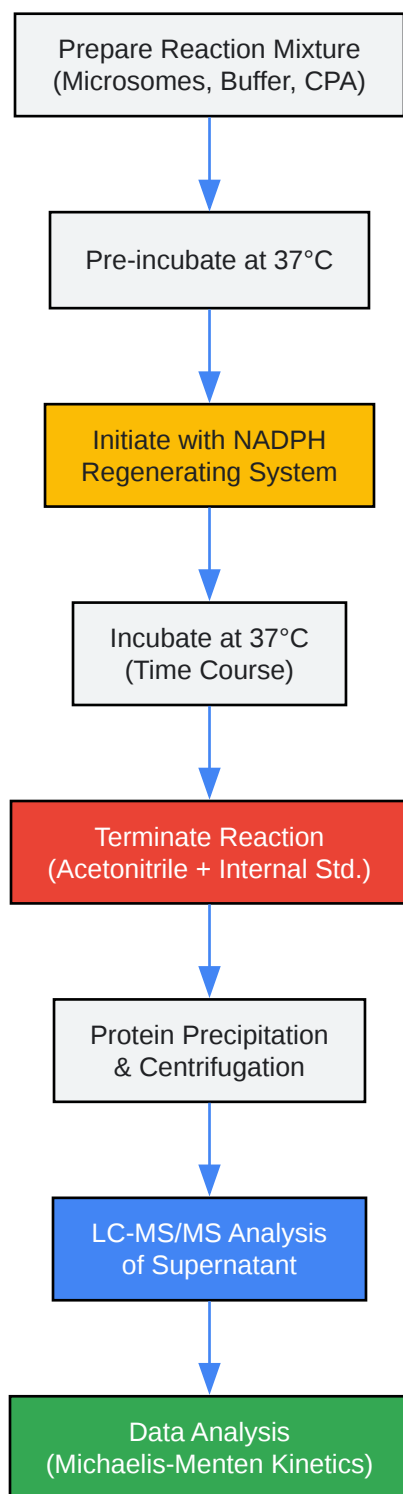 Prepare Reaction Mixture
(Microsomes, Buffer, CPA)
Pre-incubate at 37°C
Initiate with NADPH
Regenerating System
Incubate at 37°C
(Time Course)
Terminate Reaction
(Acetonitrile + Internal Std.)
Protein Precipitation
& Centrifugation
LC-MS/MS Analysis
of Supernatant
Data Analysis
(Michaelis-Menten Kinetics)